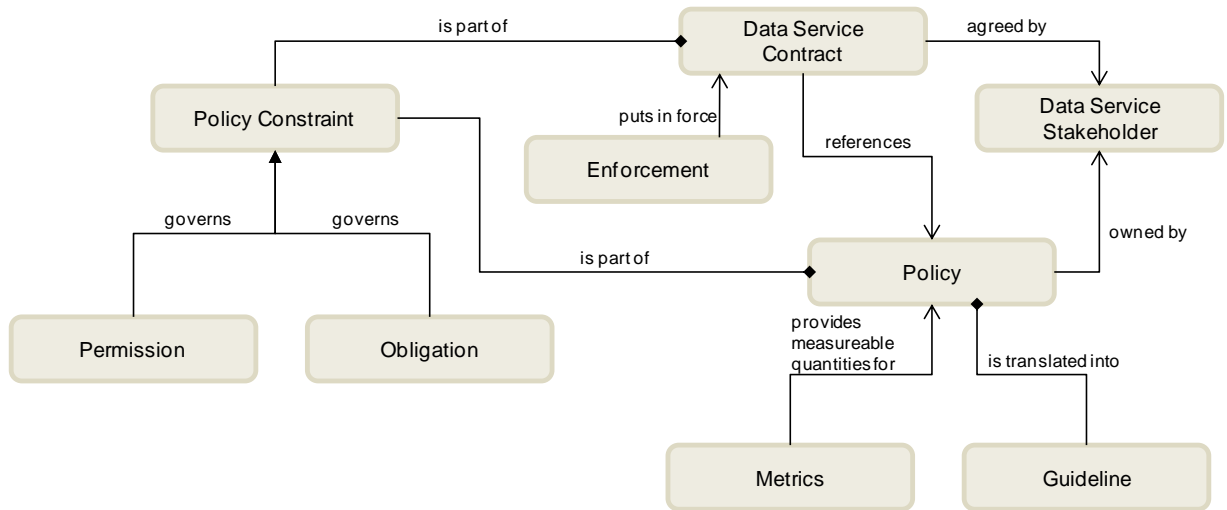 is part of
Data Service
Contract
agreed by
Policy Constraint
puts in force
Data Service
Stakeholder
Enforcement
references
governs
governs
is part of
Policy
owned by
Permission
Obligation
provides
measureable
quantities for
is translated into
Metrics
Guideline